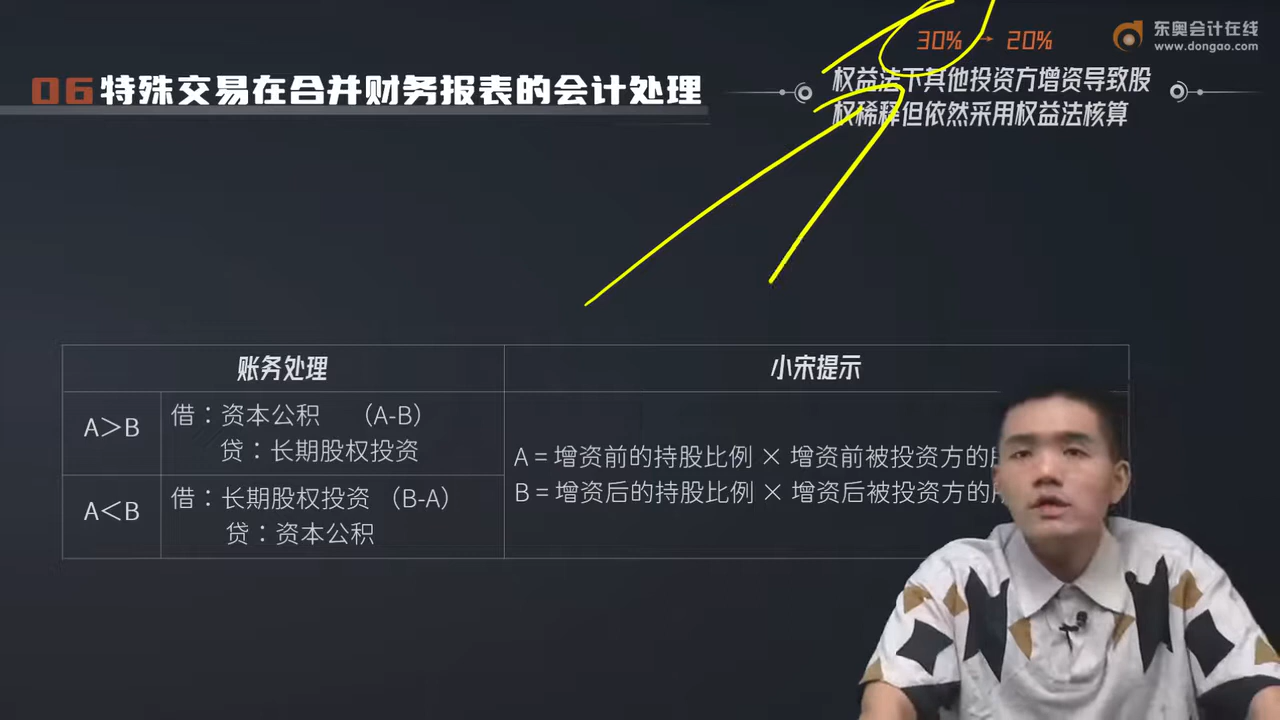 30% → 20%
东奥会计在线
www.dongao.com
06 特殊交易在合并财务报表的会计处理
权益法下其他投资方增资导致股
权稀释但依然采用权益法核算
账务处理
小宋提示
A＞B
借：资本公积 （A-B）
贷：长期股权投资
A＜B
借：长期股权投资 （B-A）
贷：资本公积
A = 增资前的持股比例 × 增资前被投资方的
B = 增资后的持股比例 × 增资后被投资方的